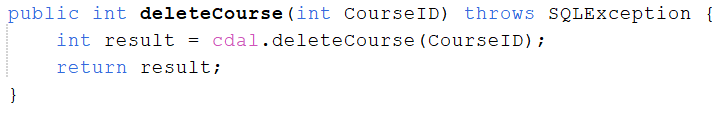 public int deleteCourse(int CourseID) throws SQLException {
    int result = cdal.deleteCourse(CourseID);
    return result;
}